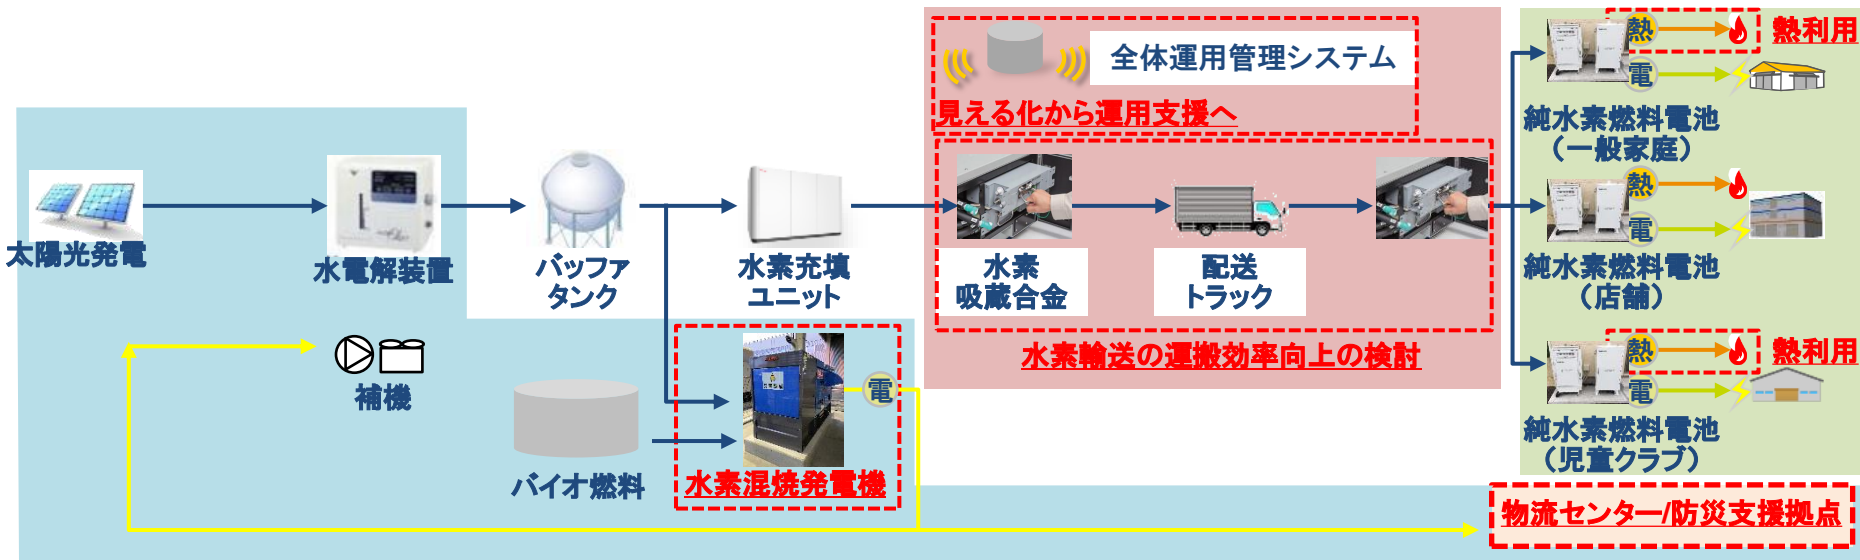 全体運用管理システム
見える化から運用支援へ
太陽光発電
水電解装置
バッファ
タンク
水素充填
ユニット
水素
吸蔵合金
配送
トラック
水素輸送の運搬効率向上の検討
補機
バイオ燃料
水素混焼発電機
電
熱
熱利用
電
純水素燃料電池
（一般家庭）
熱
電
純水素燃料電池
（店舗）
熱
熱利用
電
純水素燃料電池
（児童クラブ）
物流センター/防災支援拠点